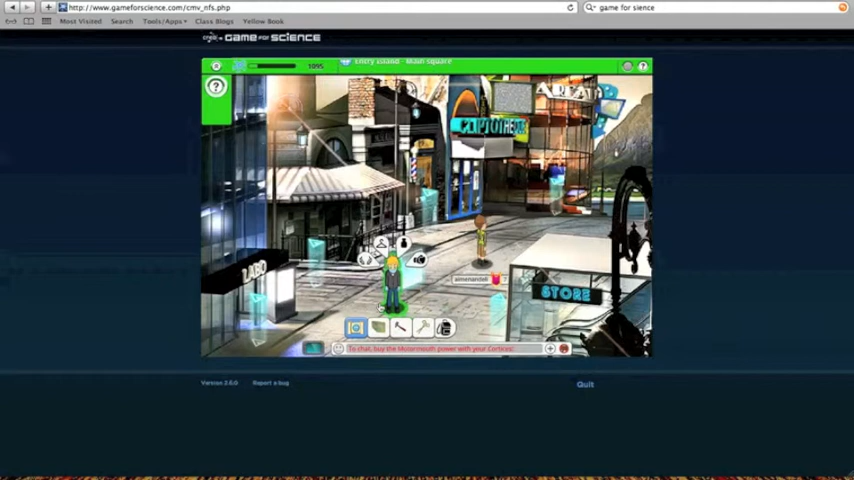 http://www.gameforscience.com/cmv_nfs.php
game for sience
Most Visited Search Tools/Apps Class Blogs Yellow Book
GAME FOR SCIENCE
1095
Entry Island - Main square
?
?
LABO
STORE
To chat, buy the Motormouth power with your Cortices!
Version 2.6.0 Report a bug
Quit